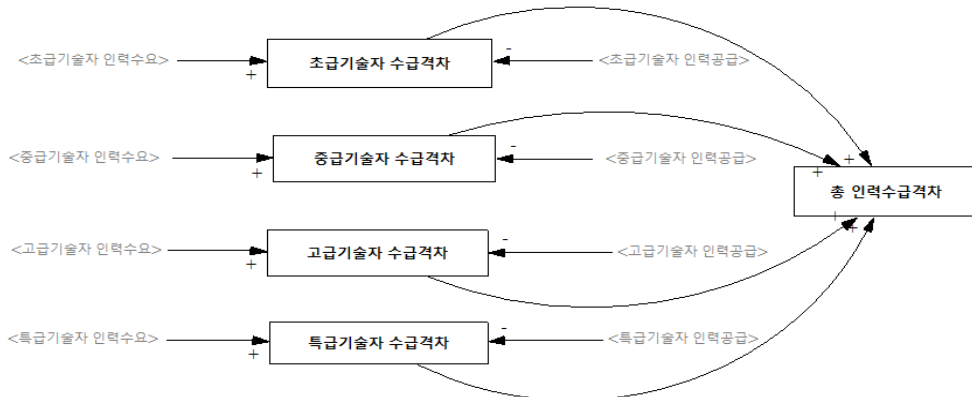 <초급기술자 인력수요>
+
초급기술자 수급격차
-
<초급기술자 인력공급>
<중급기술자 인력수요>
+
중급기술자 수급격차
-
<중급기술자 인력공급>
+
+
총 인력수급격차
+
+
<고급기술자 인력수요>
+
고급기술자 수급격차
-
<고급기술자 인력공급>
<특급기술자 인력수요>
+
특급기술자 수급격차
-
<특급기술자 인력공급>